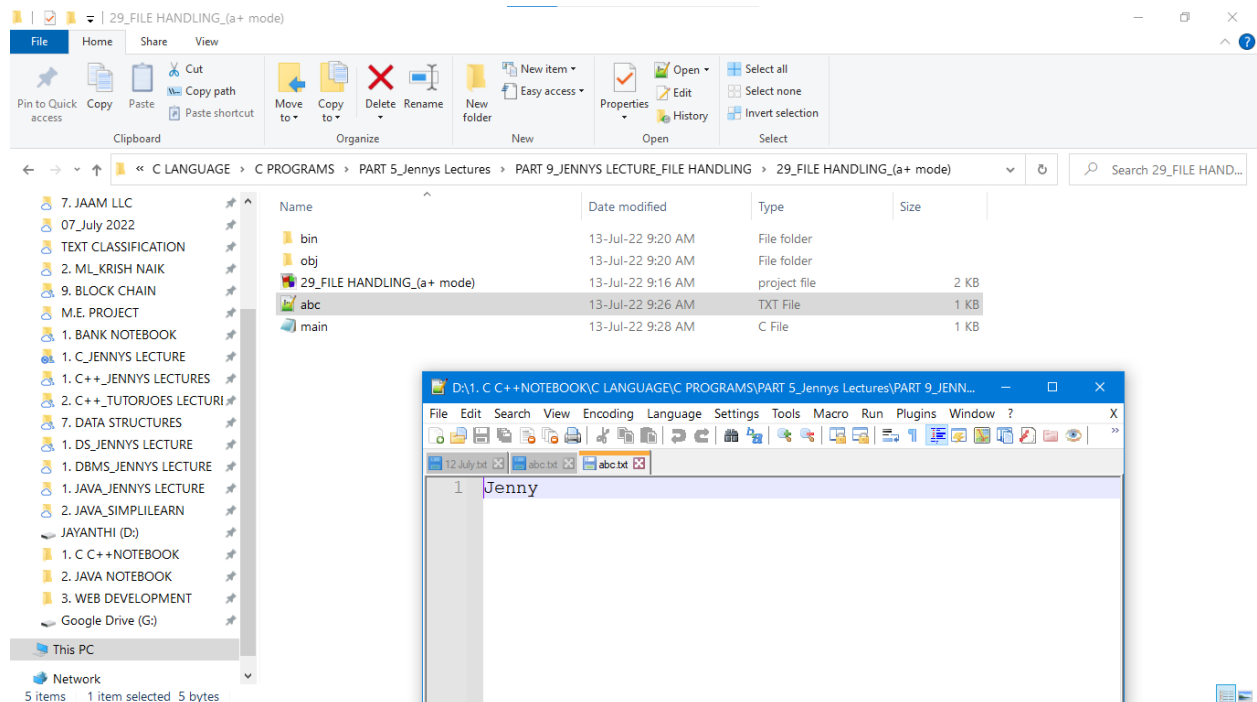 29_FILE HANDLING_(a+ mode)
File Home Share View
Pin to Quick access
Copy
Paste
Cut
Copy path
Paste shortcut
Clipboard
Move to
Copy to
Delete
Rename
Organize
New folder
New item
Easy access
New
Properties
Open
Edit
History
Open
Select all
Select none
Invert selection
Select
« C LANGUAGE > C PROGRAMS > PART 5_Jennys Lectures > PART 9_JENNYS LECTURE_FILE HANDLING > 29_FILE HANDLING_(a+ mode)
Search 29_FILE HAND...
7. JAAM LLC
07_July 2022
TEXT CLASSIFICATION
2. ML_KRISH NAIK
9. BLOCK CHAIN
M.E. PROJECT
1. BANK NOTEBOOK
1. C_JENNYS LECTURE
1. C++_JENNYS LECTURES
2. C++_TUTORJOES LECTURE
7. DATA STRUCTURES
1. DS_JENNYS LECTURE
1. DBMS_JENNYS LECTURE
1. JAVA_JENNYS LECTURE
2. JAVA_SIMPLILEARN
JAYANTHI (D:)
1. C C++NOTEBOOK
2. JAVA NOTEBOOK
3. WEB DEVELOPMENT
Google Drive (G:)
This PC
Network
Name Date modified Type Size
bin 13-Jul-22 9:20 AM File folder
obj 13-Jul-22 9:20 AM File folder
29_FILE HANDLING_(a+ mode) 13-Jul-22 9:16 AM project file 2 KB
abc 13-Jul-22 9:26 AM TXT File 1 KB
main 13-Jul-22 9:28 AM C File 1 KB
D:\1. C C++NOTEBOOK\C LANGUAGE\C PROGRAMS\PART 5_Jennys Lectures\PART 9_JENN...
File Edit Search View Encoding Language Settings Tools Macro Run Plugins Window ? X
12 July.txt abc.txt abc.txt
1 Jenny
5 items 1 item selected 5 bytes